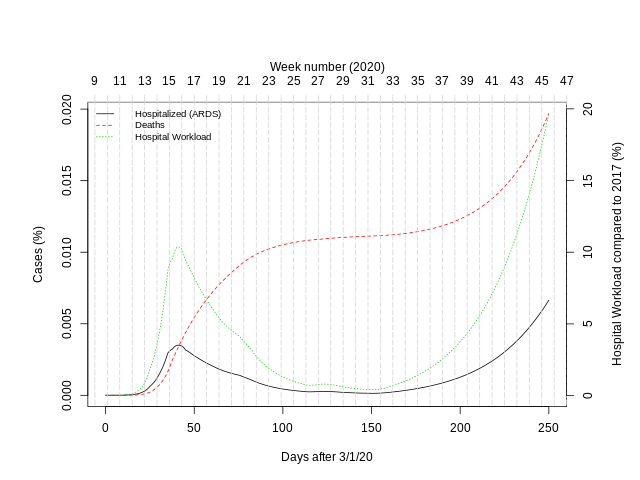 Week number (2020)
9 11 13 15 17 19 21 23 25 27 29 31 33 35 37 39 41 43 45 47
Hospitalized (ARDS)
Deaths
Hospital Workload
0.020
0.015
0.010
0.005
0.000
Cases (%)
20
15
10
5
0
Hospital Workload compared to 2017 (%)
0 50 100 150 200 250
Days after 3/1/20